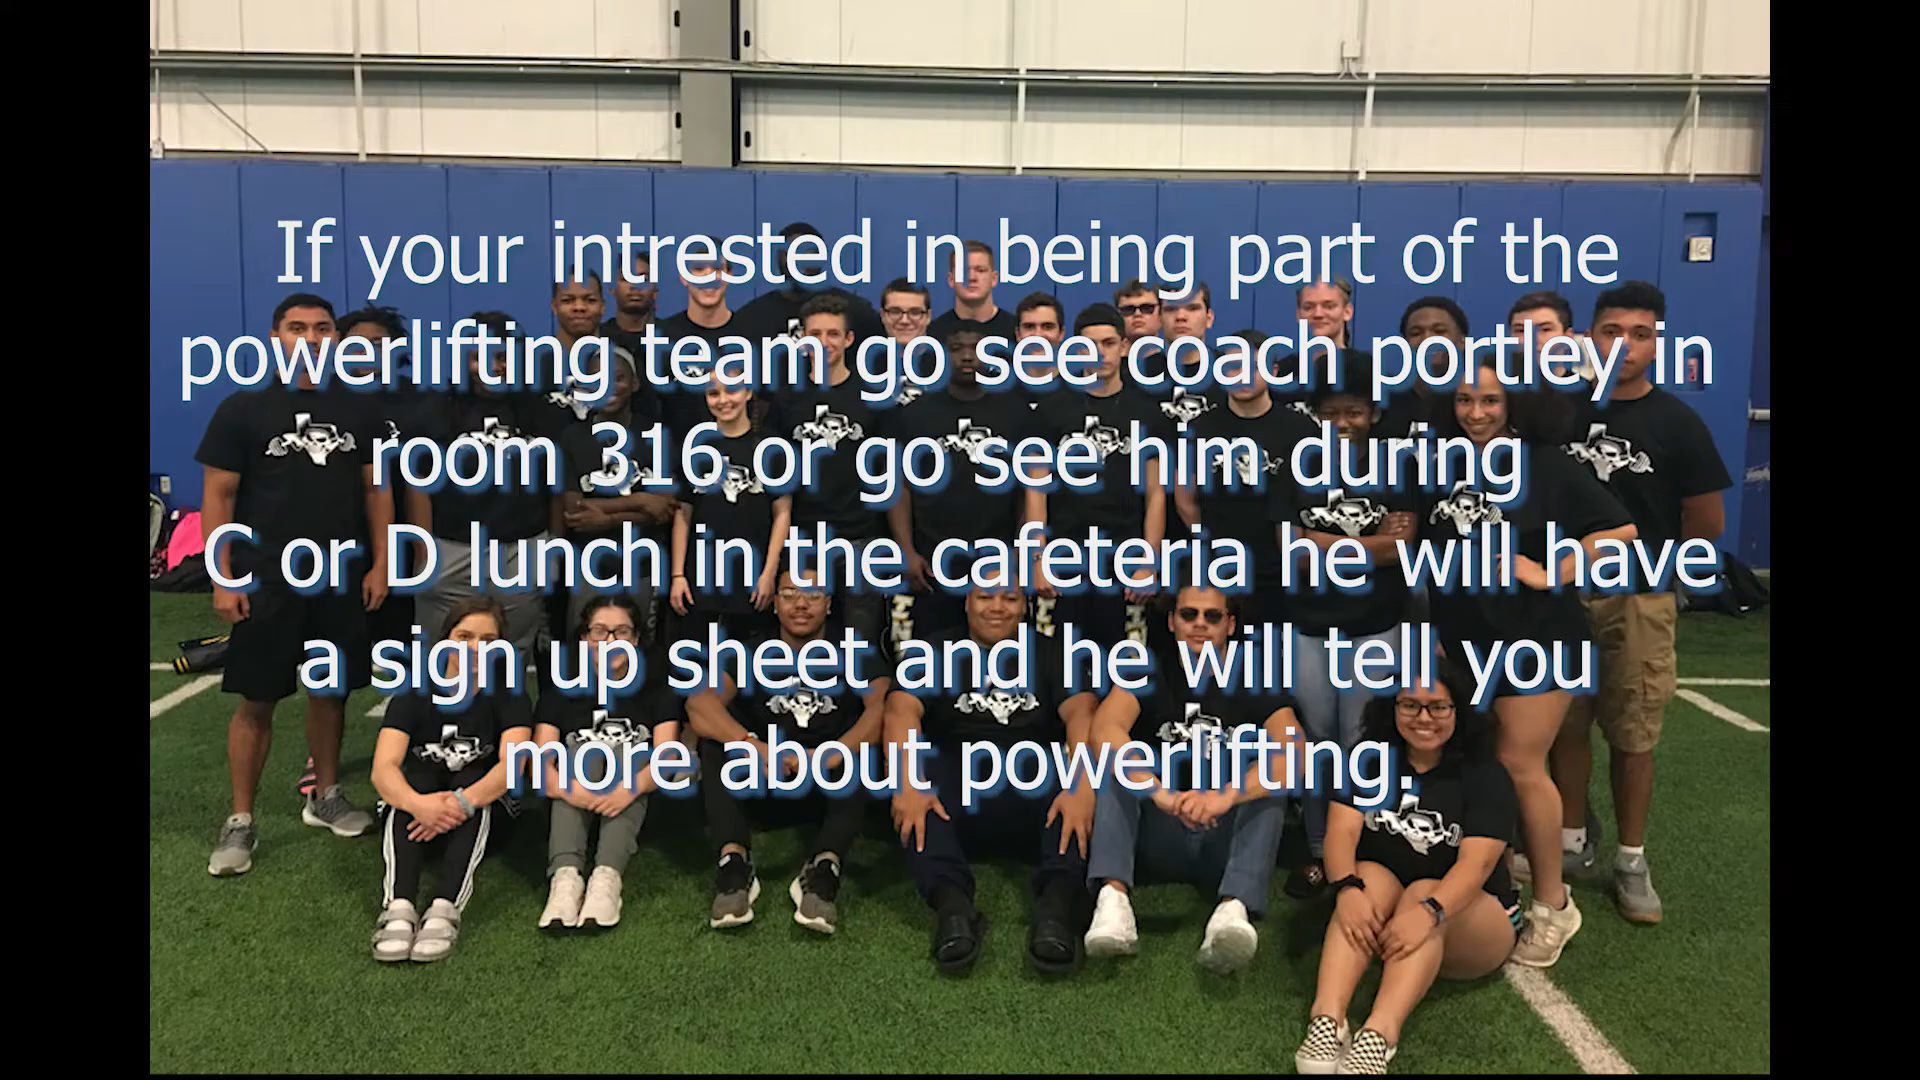 If your intrested in being part of the
powerlifting team go see coach portley in
room 316 or go see him during
C or D lunch in the cafeteria he will have
a sign up sheet and he will tell you
more about powerlifting.